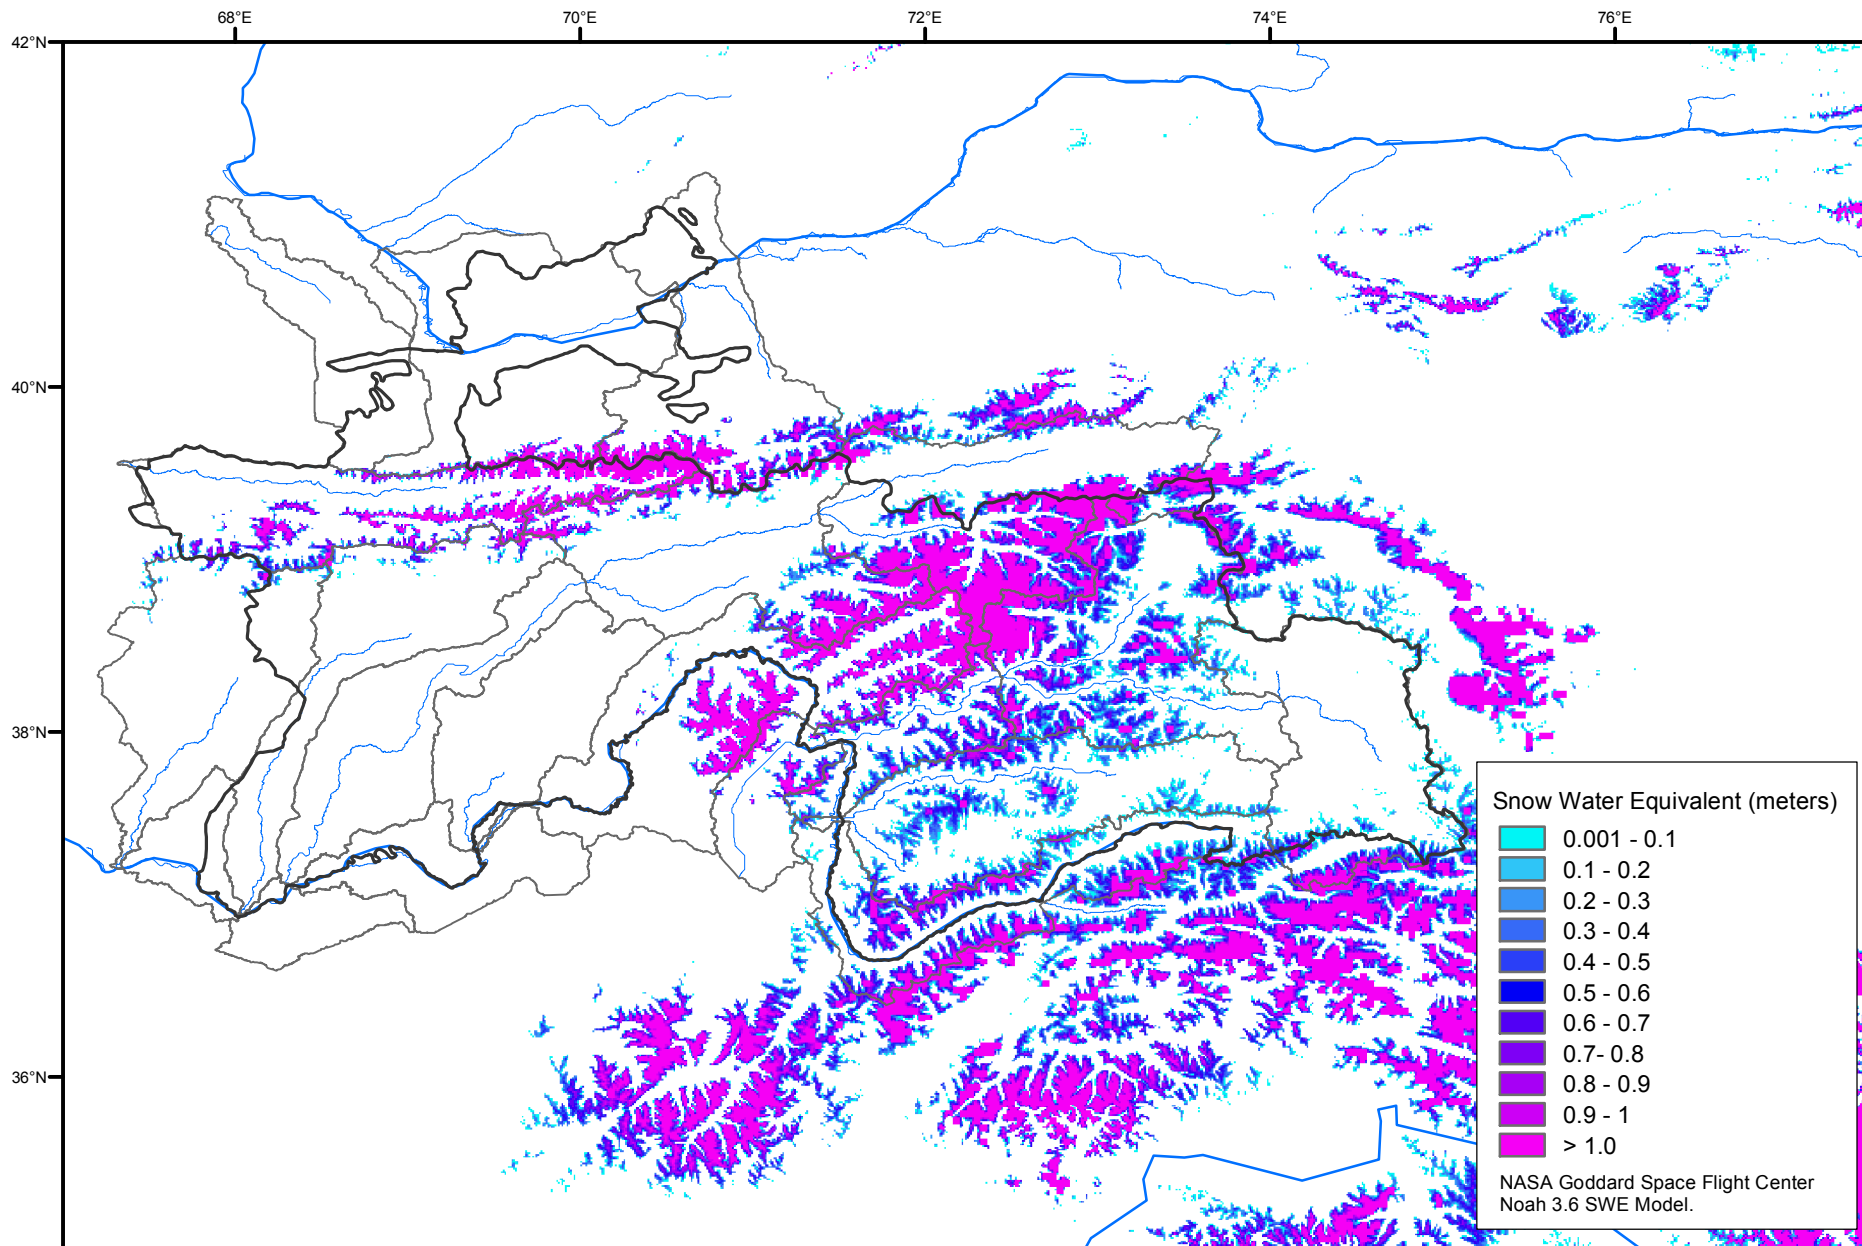 68°E
70°E
72°E
74°E
76°E
42°N
40°N
38°N
36°N
Snow Water Equivalent (meters)
0.001 - 0.1
0.1 - 0.2
0.2 - 0.3
0.3 - 0.4
0.4 - 0.5
0.5 - 0.6
0.6 - 0.7
0.7- 0.8
0.8 - 0.9
0.9 - 1
> 1.0
NASA Goddard Space Flight Center
Noah 3.6 SWE Model.